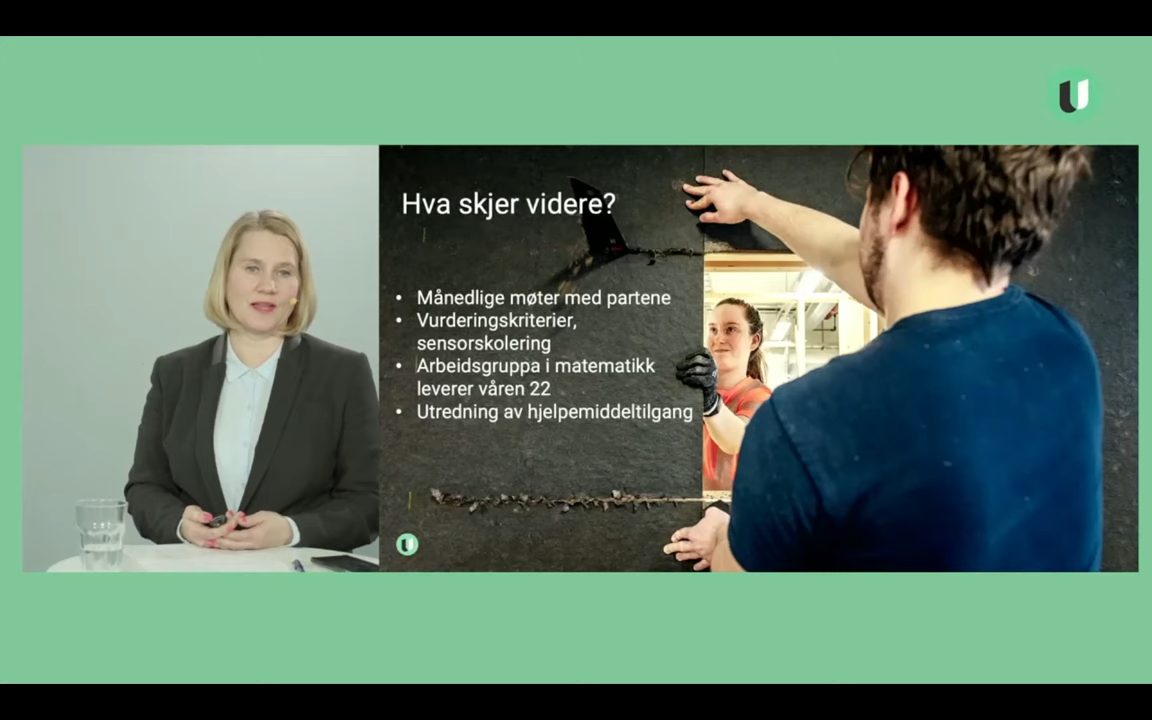 Hva skjer videre?
• Månedlige møter med partene
• Vurderingskriterier,
sensorskolering
• Arbeidsgruppa i matematikk
leverer våren 22
• Utredning av hjelpemiddeltilgang